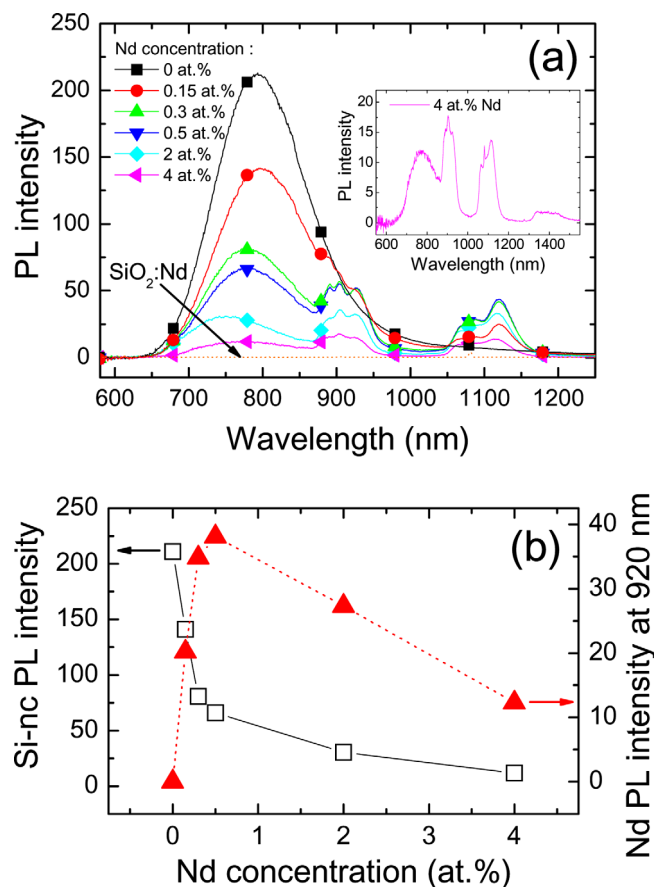 (a)
Nd concentration :
0 at.%
0.15 at.%
0.3 at.%
0.5 at.%
2 at.%
4 at.%
SiO2:Nd
PL intensity
250
200
150
100
50
0
600 700 800 900 1000 1100 1200
Wavelength (nm)
4 at.% Nd
PL intensity
20
15
10
5
0
600 800 1000 1200 1400
Wavelength (nm)
(b)
Si-nc PL intensity
250
225
200
175
150
125
100
75
50
25
0
Nd PL intensity at 920 nm
40
30
20
10
0
0 1 2 3 4
Nd concentration (at.%)